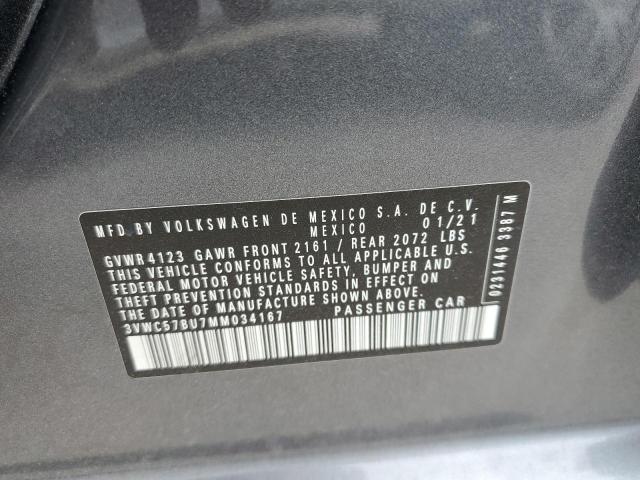 MFD BY VOLKSWAGEN DE MEXICO S.A. DE C.V.
MEXICO 01/21
GVWR4123 GAWR FRONT 2161 / REAR 2072 LBS
THIS VEHICLE CONFORMS TO ALL APPLICABLE U.S.
FEDERAL MOTOR VEHICLE SAFETY, BUMPER AND
THEFT PREVENTION STANDARDS IN EFFECT ON
THE DATE OF MANUFACTURE SHOWN ABOVE.
3VWC57BU7MM034167 PASSENGER CAR
0231446 3387 M